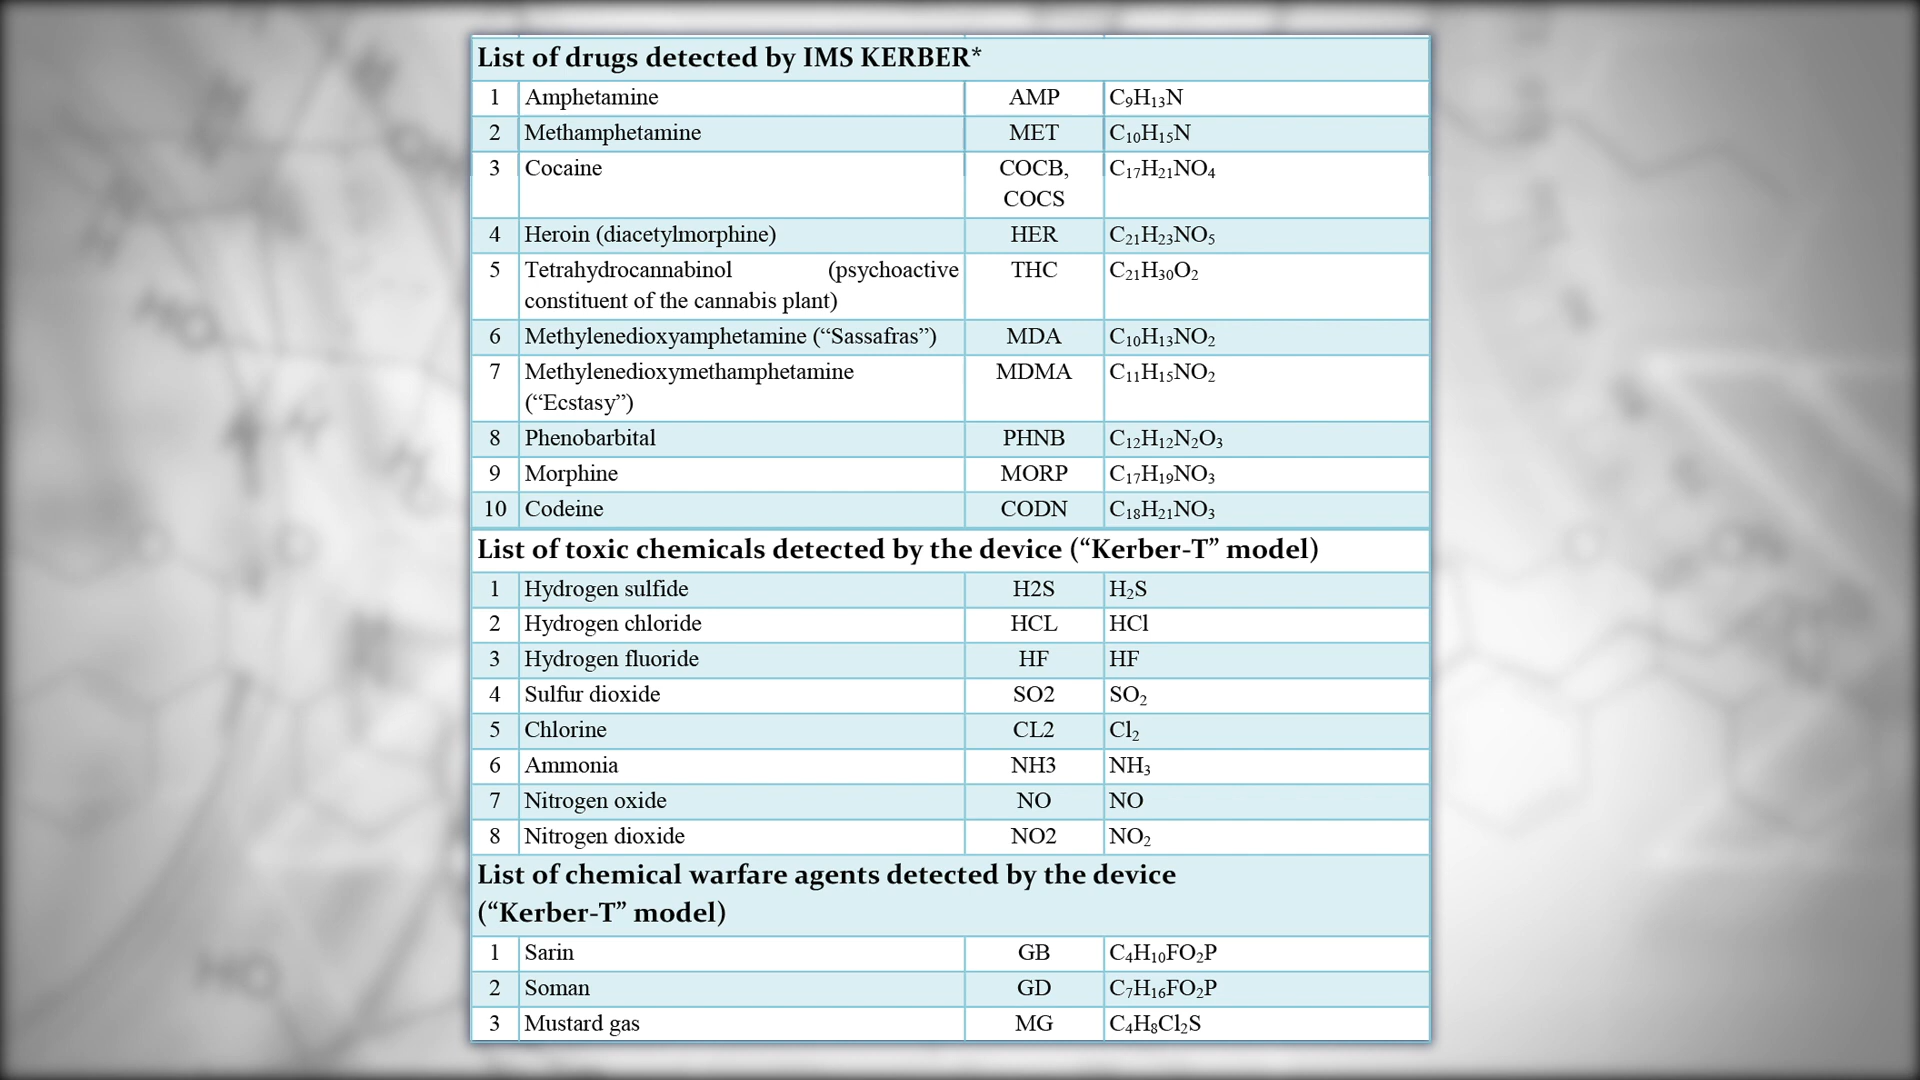 List of drugs detected by IMS KERBER*
1 Amphetamine AMP C₉H₁₃N
2 Methamphetamine MET C₁₀H₁₅N
3 Cocaine COCB, C₁₇H₂₁NO₄
COCS
4 Heroin (diacetylmorphine) HER C₂₁H₂₃NO₅
5 Tetrahydrocannabinol (psychoactive THC C₂₁H₃₀O₂
constituent of the cannabis plant)
6 Methylenedioxyamphetamine (“Sassafras”) MDA C₁₀H₁₃NO₂
7 Methylenedioxymethamphetamine MDMA C₁₁H₁₅NO₂
(“Ecstasy”)
8 Phenobarbital PHNB C₁₂H₁₂N₂O₃
9 Morphine MORP C₁₇H₁₉NO₃
10 Codeine CODN C₁₈H₂₁NO₃
List of toxic chemicals detected by the device (“Kerber-T” model)
1 Hydrogen sulfide H2S H₂S
2 Hydrogen chloride HCL HCl
3 Hydrogen fluoride HF HF
4 Sulfur dioxide SO2 SO₂
5 Chlorine CL2 Cl₂
6 Ammonia NH3 NH₃
7 Nitrogen oxide NO NO
8 Nitrogen dioxide NO2 NO₂
List of chemical warfare agents detected by the device
(“Kerber-T” model)
1 Sarin GB C₄H₁₀FO₂P
2 Soman GD C₇H₁₆FO₂P
3 Mustard gas MG C₄H₈Cl₂S